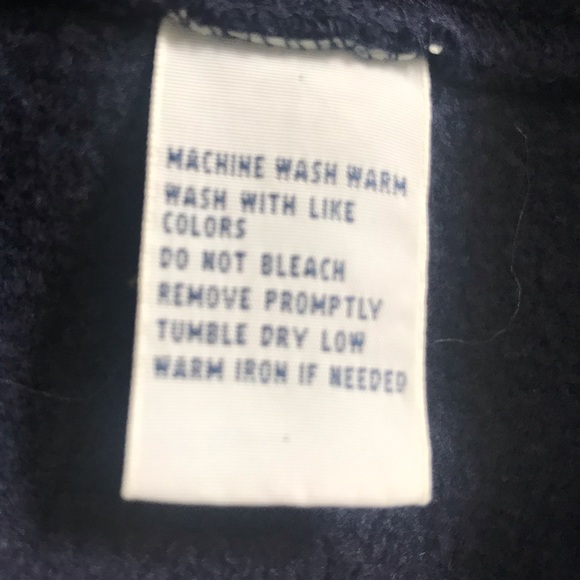 MACHINE WASH WARM
WASH WITH LIKE
COLORS
DO NOT BLEACH
REMOVE PROMPTLY
TUMBLE DRY LOW
WARM IRON IF NEEDED